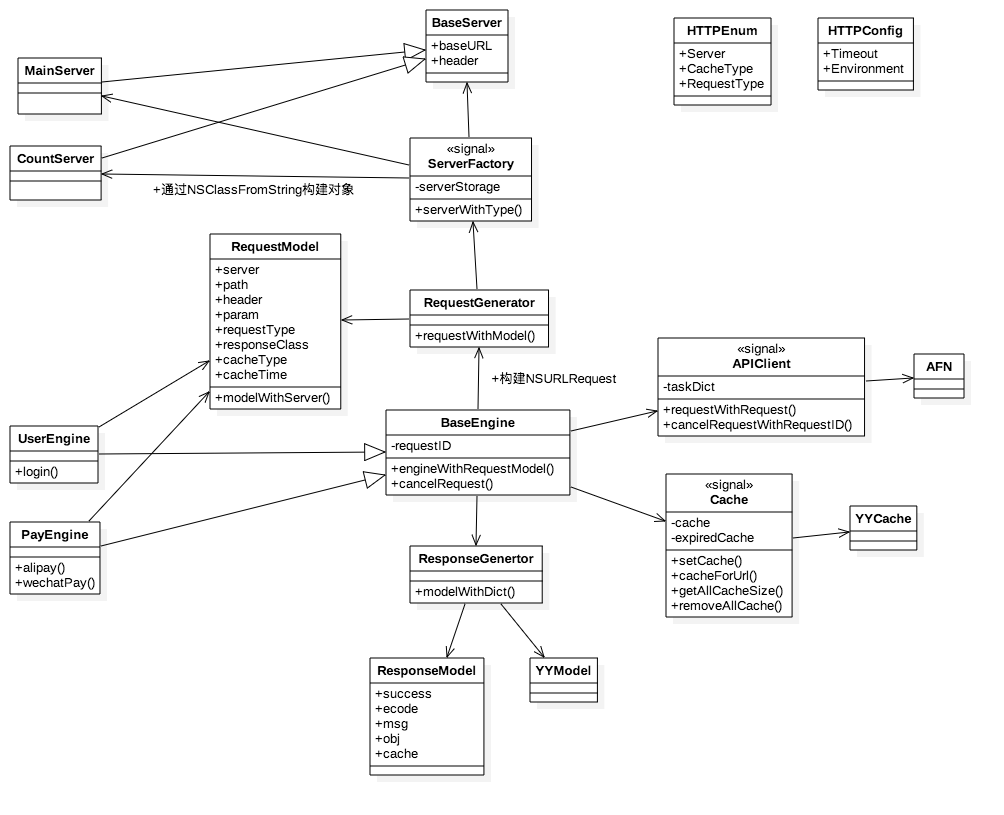 BaseServer
+baseURL
+header
HTTPEnum
+Server
+CacheType
+RequestType
HTTPConfig
+Timeout
+Environment
MainServer
CountServer
«signal»
ServerFactory
-serverStorage
+serverWithType()
+通过NSClassFromString构建对象
RequestModel
+server
+path
+header
+param
+requestType
+responseClass
+cacheType
+cacheTime
+modelWithServer()
RequestGenerator
+requestWithModel()
+构建NSURLRequest
«signal»
APIClient
-taskDict
+requestWithRequest()
+cancelRequestWithRequestID()
AFN
UserEngine
+login()
BaseEngine
-requestID
+engineWithRequestModel()
+cancelRequest()
«signal»
Cache
-cache
-expiredCache
+setCache()
+cacheForUrl()
+getAllCacheSize()
+removeAllCache()
YYCache
PayEngine
+alipay()
+wechatPay()
ResponseGenertor
+modelWithDict()
ResponseModel
+success
+ecode
+msg
+obj
+cache
YYModel